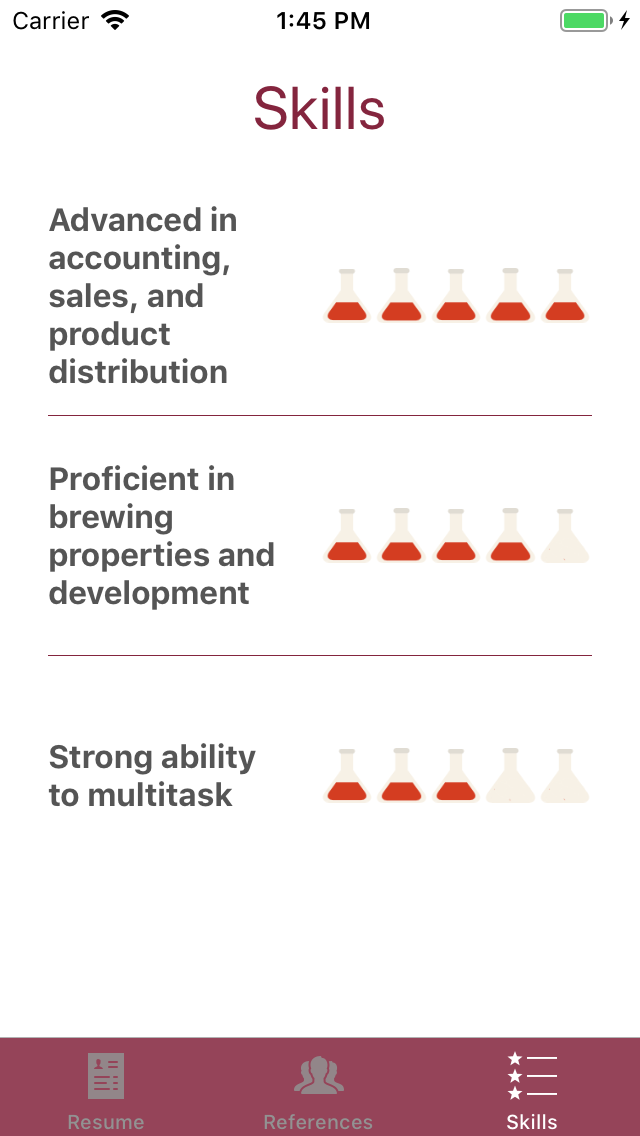 Carrier 1:45 PM
Skills
Advanced in
accounting,
sales, and
product
distribution
Proficient in
brewing
properties and
development
Strong ability
to multitask
Resume References Skills